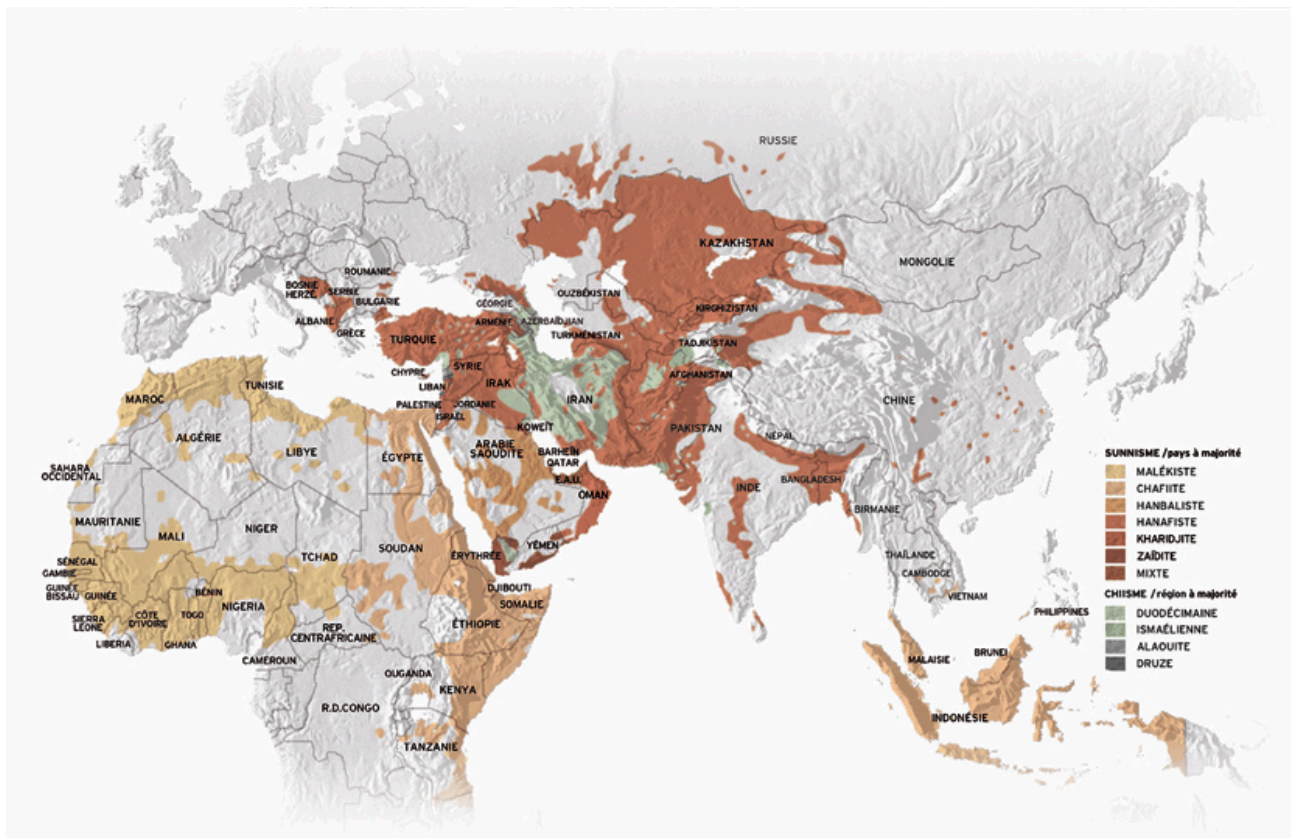 RUSSIE
KAZAKHSTAN
MONGOLIE
ROUMANIE
BOSNIE
HERZÉ.
SERBIE
BULGARIE
ALBANIE
GRÈCE
GÉORGIE
OUZBÉKISTAN
KIRGHIZISTAN
ARMÉNIE
AZERBAÏDJIAN
TURKMÉNISTAN
TADJIKISTAN
TURQUIE
CHYPRE
SYRIE
LIBAN
IRAK
IRAN
AFGHANISTAN
CHINE
TUNISIE
MAROC
PALESTINE
JORDANIE
ISRAËL
KOWEÏT
PAKISTAN
NÉPAL
ALGÉRIE
LIBYE
ÉGYPTE
ARABIE
SAOUDITE
BARHEÏN
QATAR
E.A.U.
OMAN
SAHARA
OCCIDENTAL
INDE
BANGLADESH
BIRMANIE
MAURITANIE
MALI
NIGER
TCHAD
SOUDAN
ÉRYTHRÉE
YÉMEN
THAÏLANDE
CAMBODGE
VIETNAM
PHILIPPINES
SÉNÉGAL
GAMBIE
GUINÉE
BISSAU
GUINÉE
BÉNIN
NIGERIA
DJIBOUTI
SOMALIE
SIERRA
LEONE
CÔTE
D'IVOIRE
TOGO
LIBERIA
GHANA
REP.
CENTRAFRICAINE
ÉTHIOPIE
CAMÉROUN
OUGANDA
KENYA
R.D.CONGO
TANZANIE
MALAISIE
BRUNEI
INDONÉSIE
SUNNISME /pays à majorité
MALÉKISTE
CHAFIITE
HANBALISTE
HANAFISTE
KHARIDJITE
ZAÏDITE
MIXTE
CHIISME / région à majorité
DUODÉCIMAINE
ISMAÉLIENNE
ALAOUITE
DRUZE